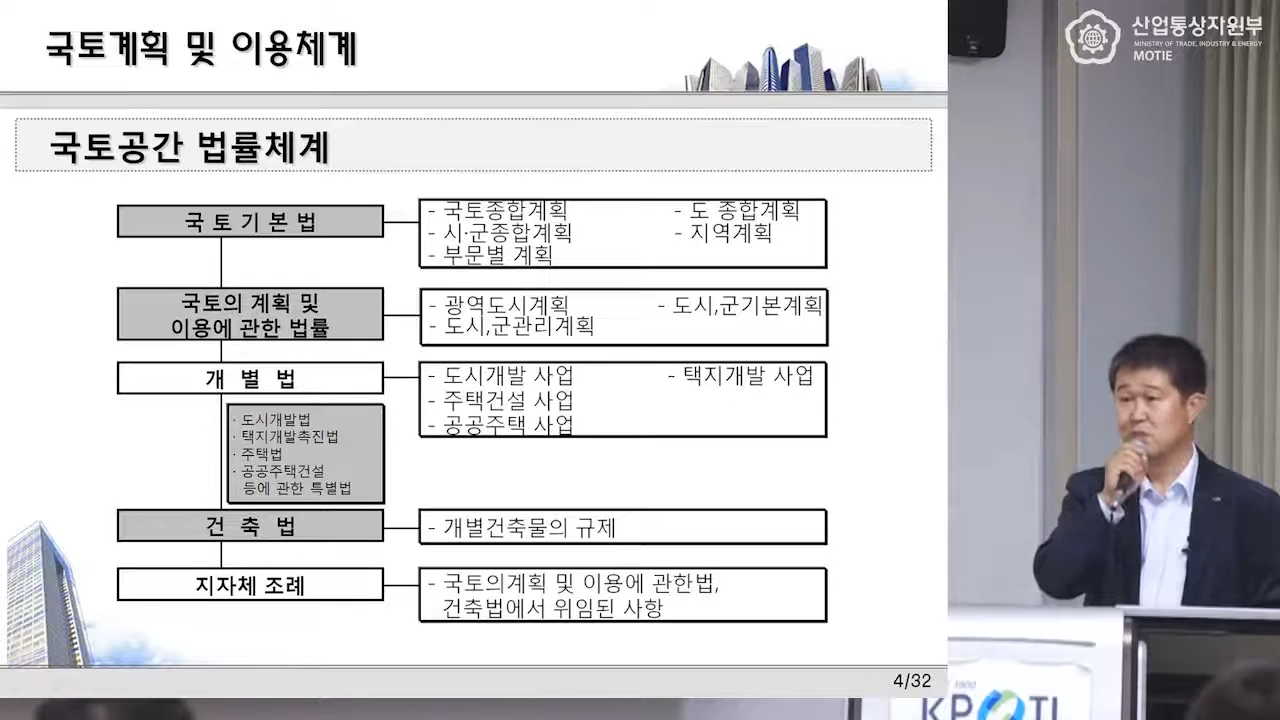 국토계획 및 이용체계
산업통상자원부
MINISTRY OF TRADE, INDUSTRY & ENERGY
MOTIE
국토공간 법률체계
국 토 기 본 법
- 국토종합계획 - 도 종합계획
- 시·군종합계획 - 지역계획
- 부문별 계획
국토의 계획 및
이용에 관한 법률
- 광역도시계획 - 도시,군기본계획
- 도시,군관리계획
개 별 법
- 도시개발 사업 - 택지개발 사업
- 주택건설 사업
- 공공주택 사업
· 도시개발법
· 택지개발촉진법
· 주택법
· 공공주택건설
등에 관한 특별법
건 축 법
- 개별건축물의 규제
지자체 조례
- 국토의계획 및 이용에 관한법,
건축법에서 위임된 사항
4/32